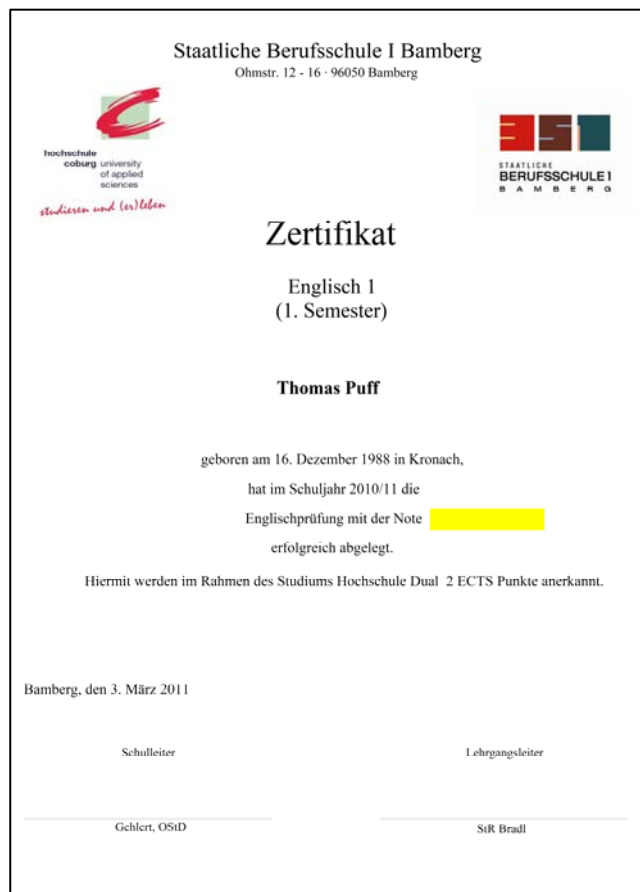 Staatliche Berufsschule I Bamberg
Ohmstr. 12 - 16 · 96050 Bamberg
hochschule
coburg university
of applied
sciences
studieren und (er)leben
STAATLICHE
BERUFSSCHULE 1
BAMBERG
Zertifikat
Englisch 1
(1. Semester)
Thomas Puff
geboren am 16. Dezember 1988 in Kronach,
hat im Schuljahr 2010/11 die
Englischprüfung mit der Note
erfolgreich abgelegt.
Hiermit werden im Rahmen des Studiums Hochschule Dual 2 ECTS Punkte anerkannt.
Bamberg, den 3. März 2011
Schulleiter Lehrgangsleiter
Gehlert, OStD StR Bradl